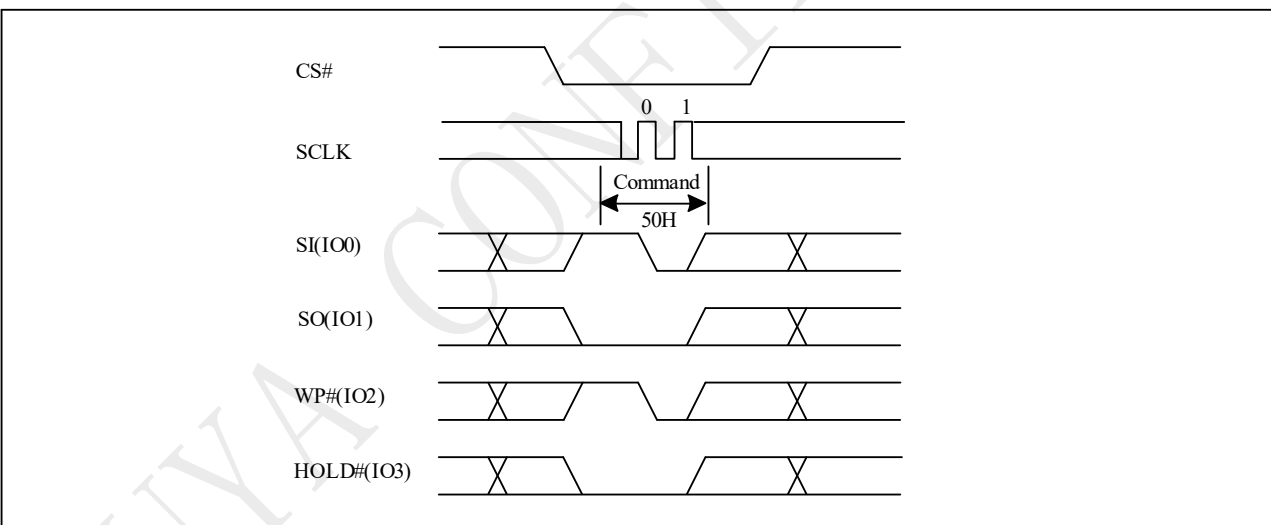 CS#
0 1
SCLK
Command
50H
SI(IO0)
SO(IO1)
WP#(IO2)
HOLD#(IO3)